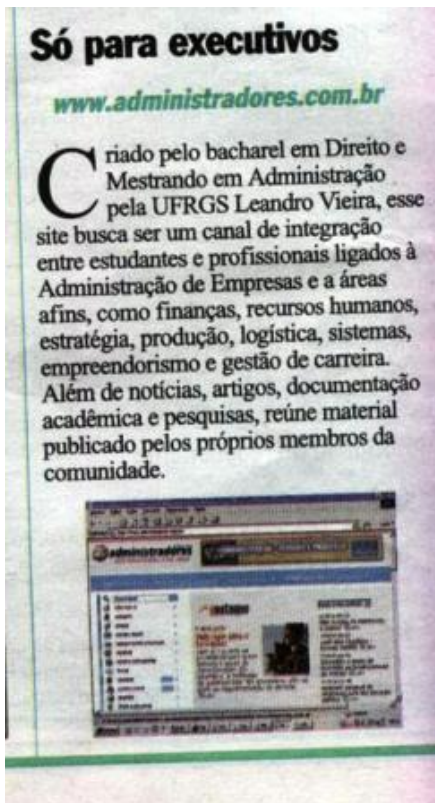 Só para executivos
www.administradores.com.br
Criado pelo bacharel em Direito e
Mestrando em Administração
pela UFRGS Leandro Vieira, esse
site busca ser um canal de integração
entre estudantes e profissionais ligados à
Administração de Empresas e a áreas
afins, como finanças, recursos humanos,
estratégia, produção, logística, sistemas,
empreendorismo e gestão de carreira.
Além de notícias, artigos, documentação
acadêmica e pesquisas, reúne material
publicado pelos próprios membros da
comunidade.
administradores